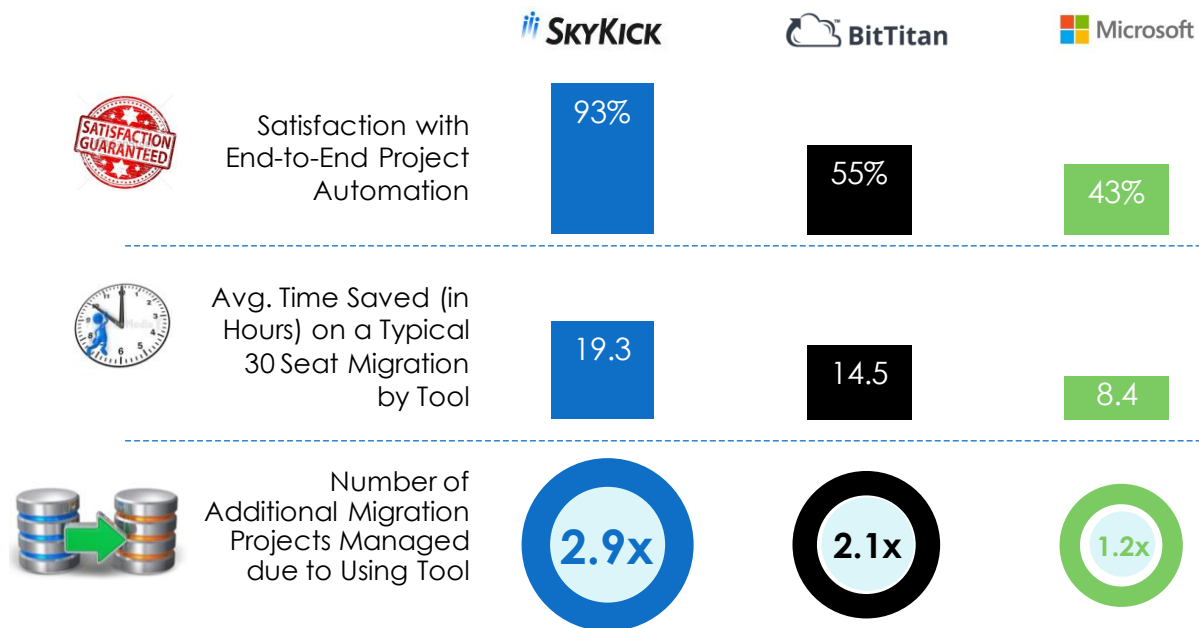 SKYKICK
BitTitan
Microsoft
SATISFACTION
GUARANTEED
Satisfaction with
End-to-End Project
Automation
93%
55%
43%
Avg. Time Saved (in
Hours) on a Typical
30 Seat Migration
by Tool
19.3
14.5
8.4
Number of
Additional Migration
Projects Managed
due to Using Tool
2.9x
2.1x
1.2x